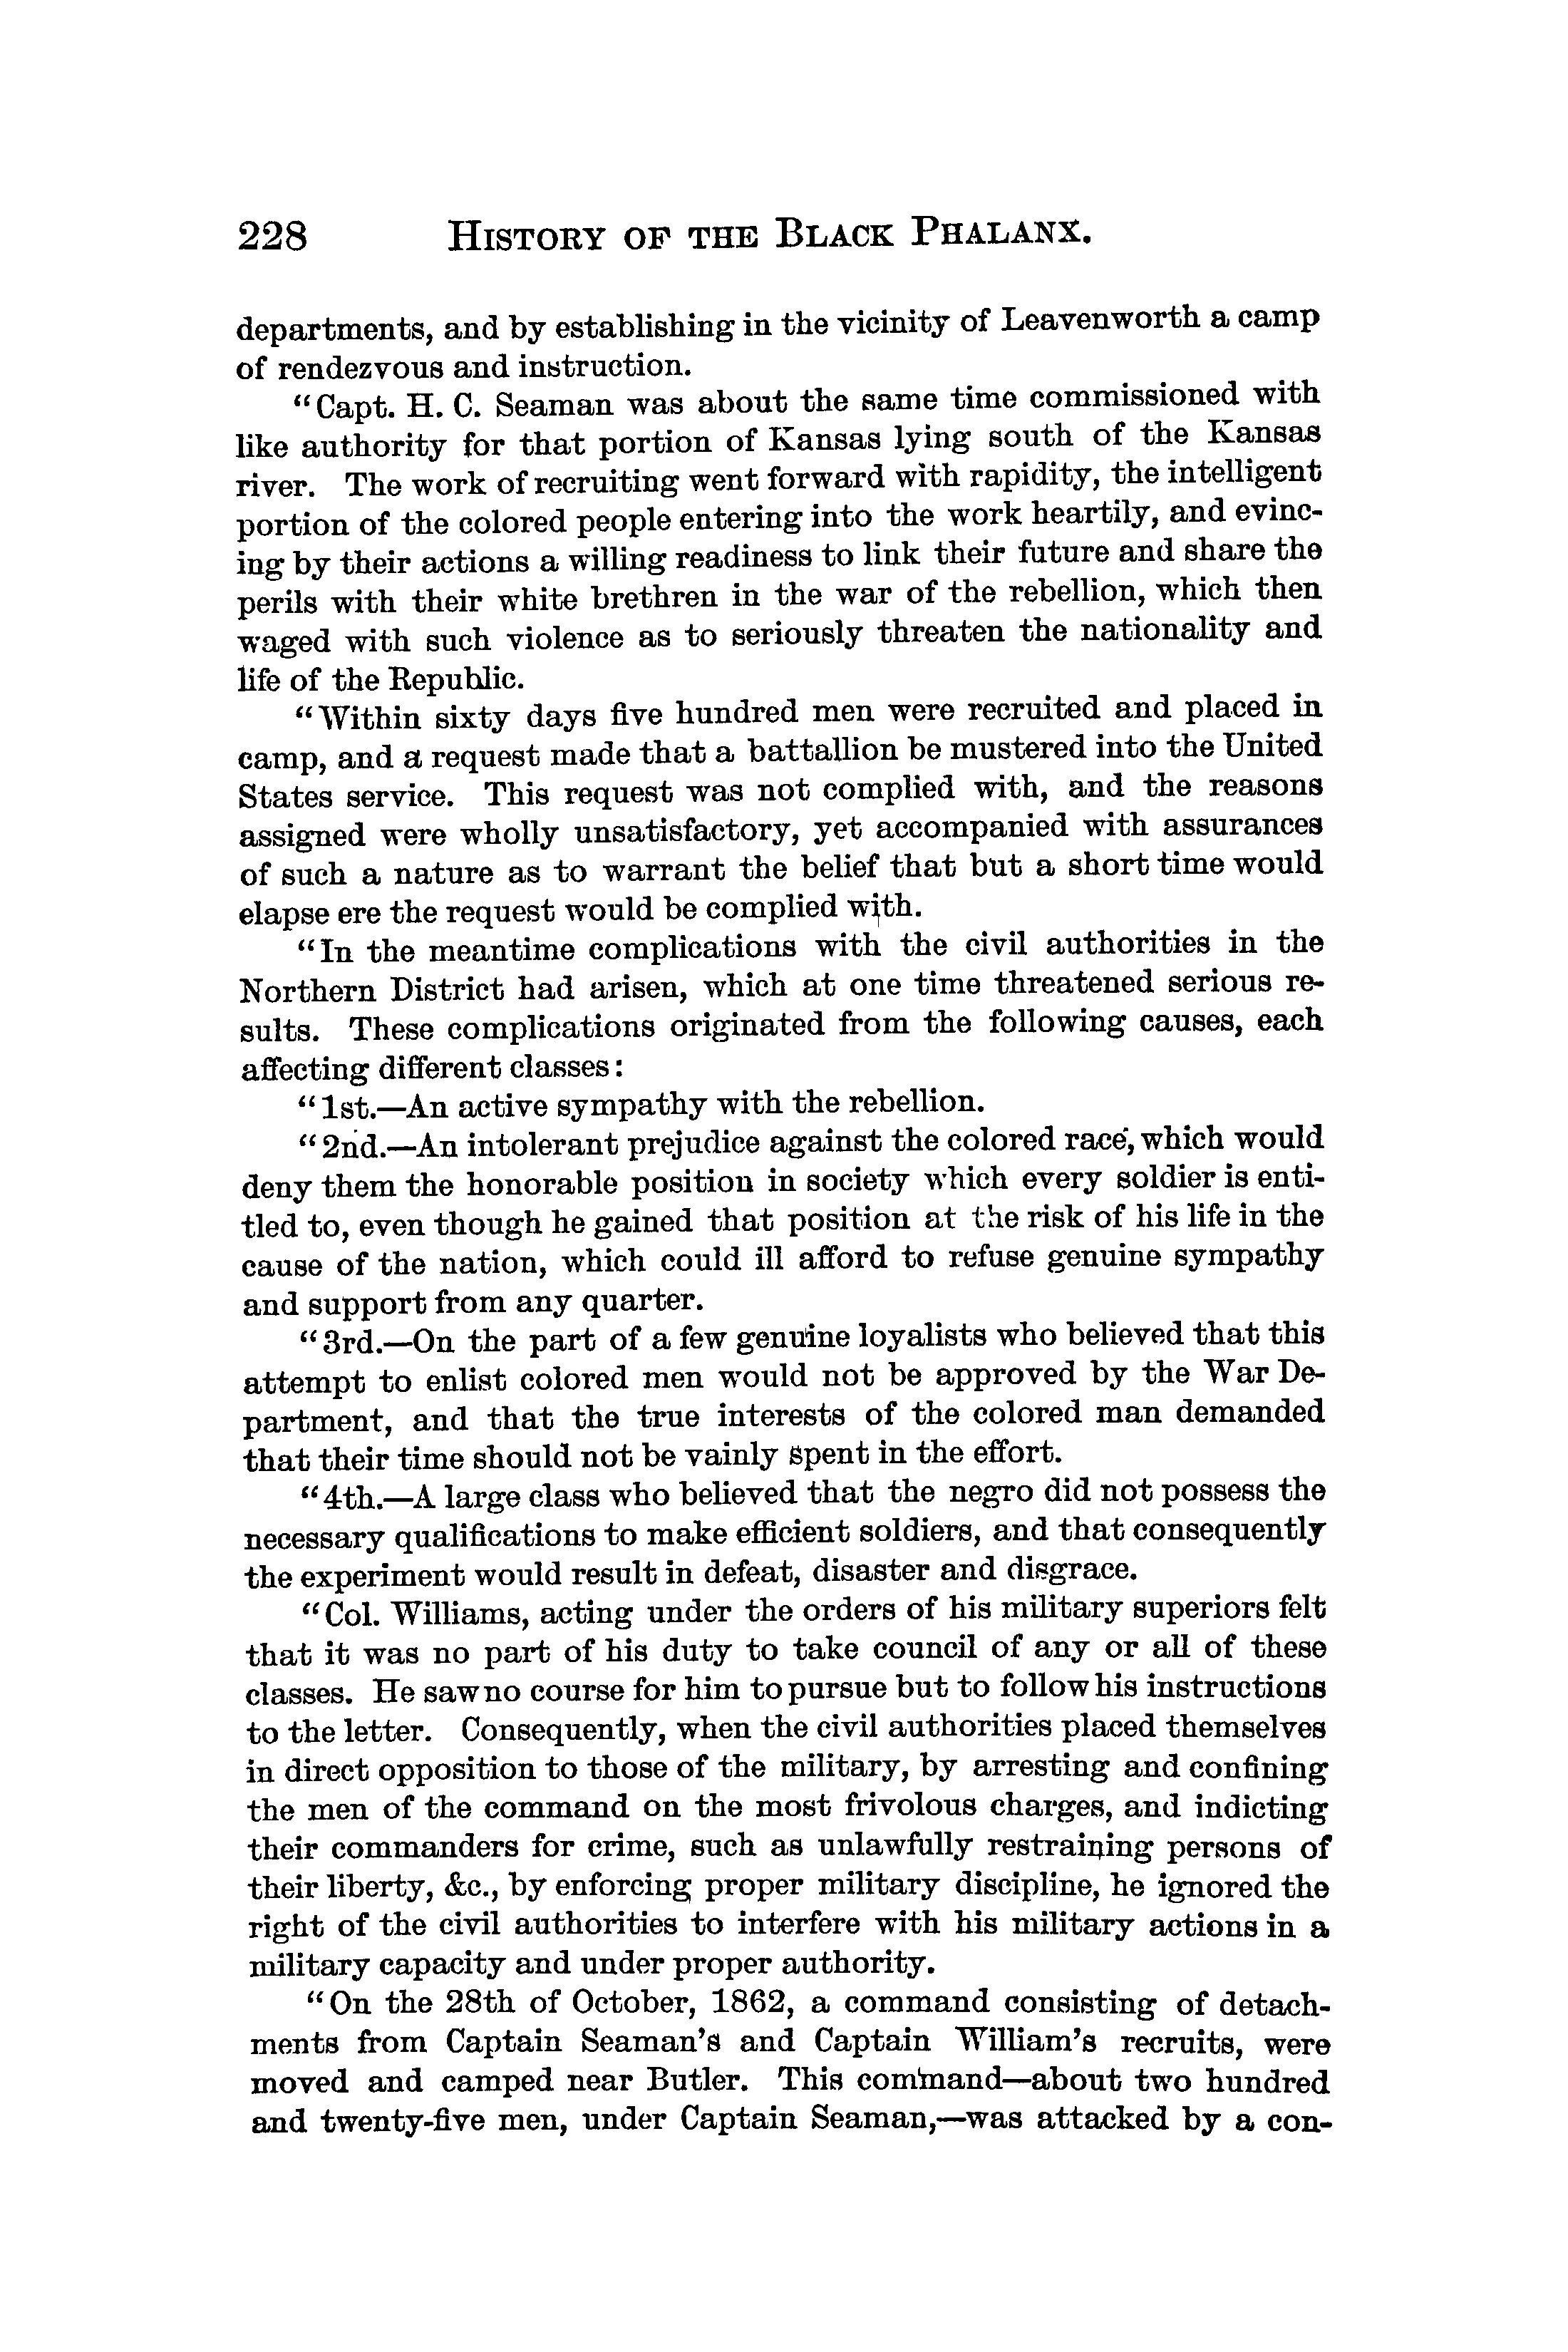 228 HISTORY OF THE BLACK PHALANX.
departments, and by establishing in the vicinity of Leavenworth a camp
of rendezvous and instruction.
“Capt. H. C. Seaman was about the same time commissioned with
like authority for that portion of Kansas lying south of the Kansas
river. The work of recruiting went forward with rapidity, the intelligent
portion of the colored people entering into the work heartily, and evinc-
ing by their actions a willing readiness to link their future and share the
perils with their white brethren in the war of the rebellion, which then
waged with such violence as to seriously threaten the nationality and
life of the Republic.
“Within sixty days five hundred men were recruited and placed in
camp, and a request made that a battallion be mustered into the United
States service. This request was not complied with, and the reasons
assigned were wholly unsatisfactory, yet accompanied with assurances
of such a nature as to warrant the belief that but a short time would
elapse ere the request would be complied with.
“In the meantime complications with the civil authorities in the
Northern District had arisen, which at one time threatened serious re-
sults. These complications originated from the following causes, each
affecting different classes:
“1st.—An active sympathy with the rebellion.
“2nd.—An intolerant prejudice against the colored race, which would
deny them the honorable position in society which every soldier is enti-
tled to, even though he gained that position at the risk of his life in the
cause of the nation, which could ill afford to refuse genuine sympathy
and support from any quarter.
“3rd.—On the part of a few genuine loyalists who believed that this
attempt to enlist colored men would not be approved by the War De-
partment, and that the true interests of the colored man demanded
that their time should not be vainly spent in the effort.
“4th.—A large class who believed that the negro did not possess the
necessary qualifications to make efficient soldiers, and that consequently
the experiment would result in defeat, disaster and disgrace.
“Col. Williams, acting under the orders of his military superiors felt
that it was no part of his duty to take council of any or all of these
classes. He saw no course for him to pursue but to follow his instructions
to the letter. Consequently, when the civil authorities placed themselves
in direct opposition to those of the military, by arresting and confining
the men of the command on the most frivolous charges, and indicting
their commanders for crime, such as unlawfully restraining persons of
their liberty, &c., by enforcing proper military discipline, he ignored the
right of the civil authorities to interfere with his military actions in a
military capacity and under proper authority.
“On the 28th of October, 1862, a command consisting of detach-
ments from Captain Seaman’s and Captain William’s recruits, were
moved and camped near Butler. This command—about two hundred
and twenty-five men, under Captain Seaman,—was attacked by a con-